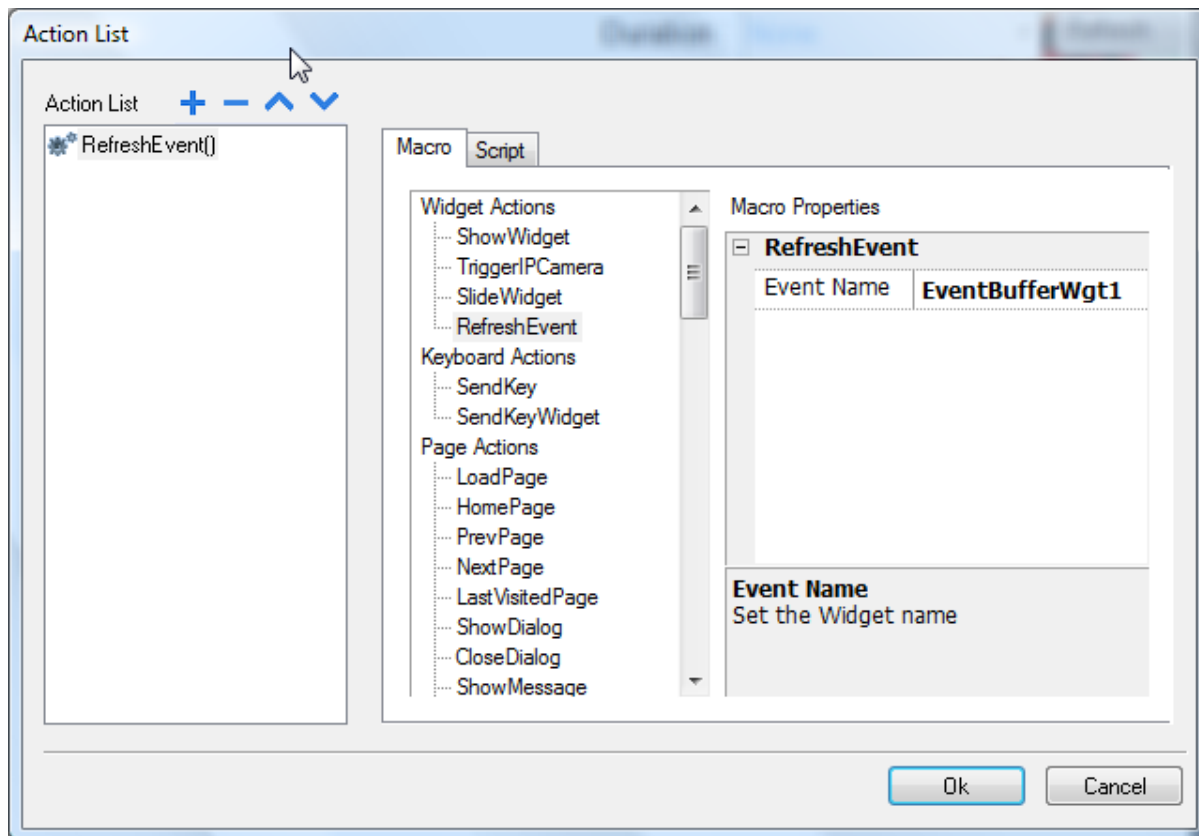 Action List
Duration
Action List
RefreshEvent()
Macro
Script
Widget Actions
ShowWidget
TriggerIPCamera
SlideWidget
RefreshEvent
Keyboard Actions
SendKey
SendKeyWidget
Page Actions
LoadPage
HomePage
PrevPage
NextPage
LastVisitedPage
ShowDialog
CloseDialog
ShowMessage
Macro Properties
RefreshEvent
Event Name
EventBufferWgt1
Event Name
Set the Widget name
Ok
Cancel